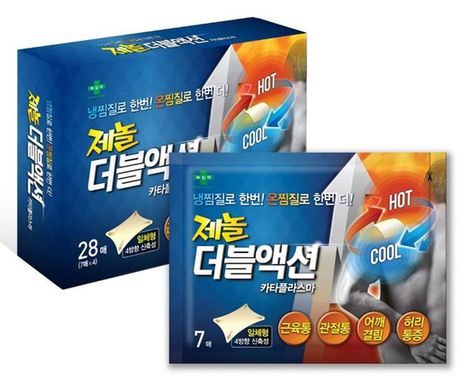 냉찜질로 한번! 온찜질로 한번 더!
HOT
COOL
제놀
더블액션
카타플라스마
28매
(7매×4)
일체형
4방향 신축성
제놀
더블액션
냉찜질로 한번! 온찜질로 한번 더!
HOT
COOL
제놀
더블액션
카타플라스마
7매
일체형
4방향 신축성
근육통
관절통
어깨
결림
허리
통증